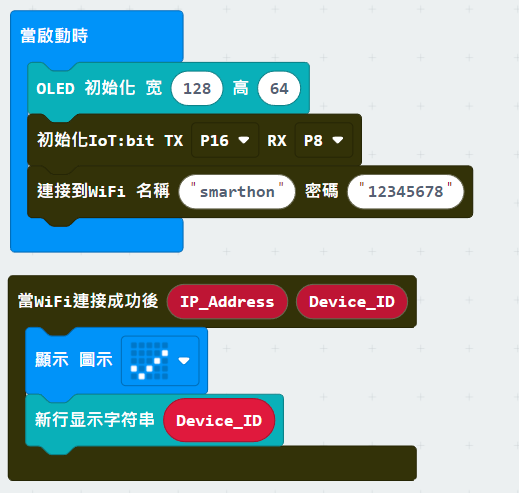 當啟動時
OLED 初始化 宽 128 高 64
初始化IoT:bit TX P16 RX P8
連接到WiFi 名稱 "smarthon" 密碼 "12345678"
當WiFi連接成功後 IP_Address Device_ID
顯示 圖示
新行显示字符串 Device_ID